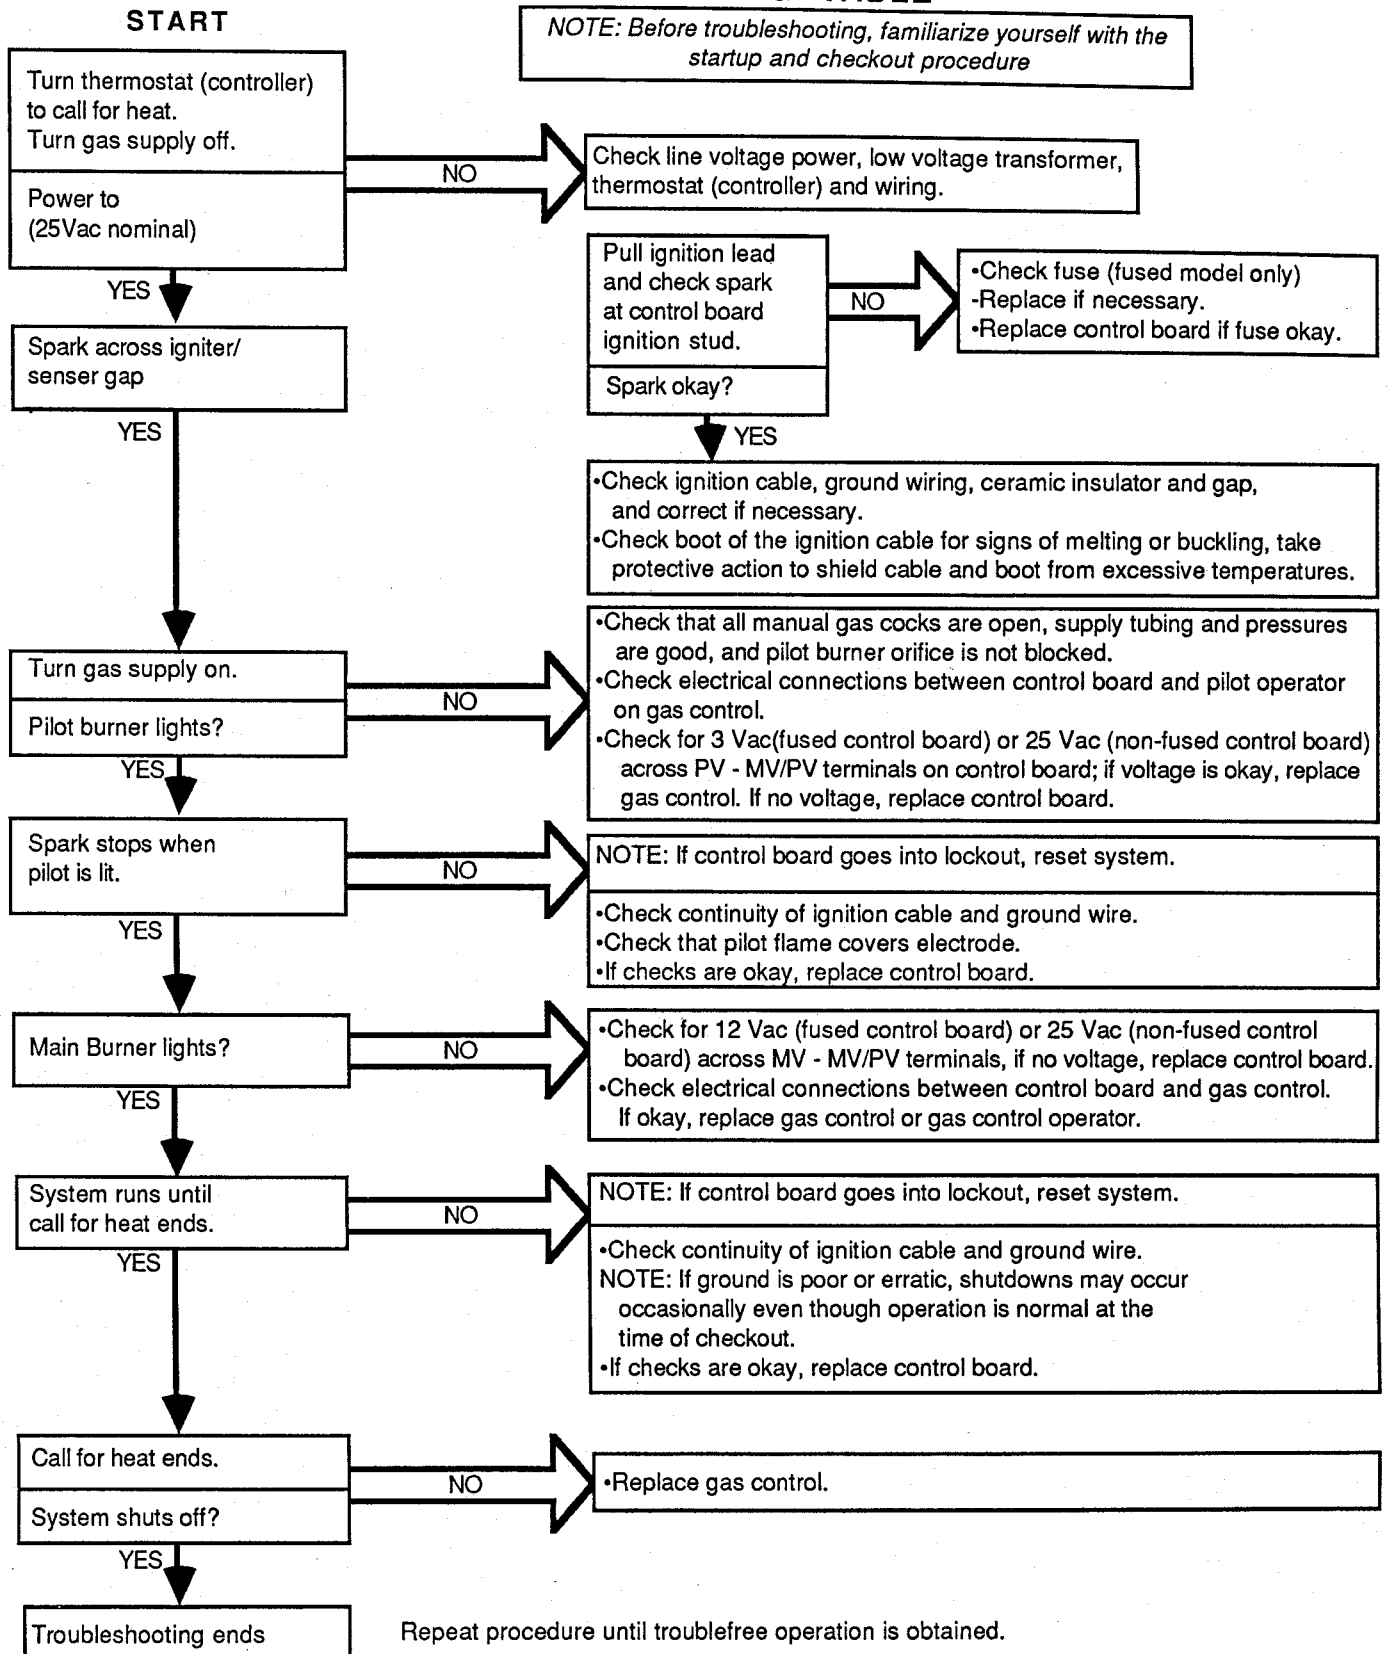 START
NOTE: Before troubleshooting, familiarize yourself with the
startup and checkout procedure
Turn thermostat (controller)
to call for heat.
Turn gas supply off.
Power to
(25Vac nominal)
NO
Check line voltage power, low voltage transformer,
thermostat (controller) and wiring.
YES
Spark across igniter/
senser gap
Pull ignition lead
and check spark
at control board
ignition stud.
Spark okay?
NO
•Check fuse (fused model only)
-Replace if necessary.
•Replace control board if fuse okay.
YES
YES
•Check ignition cable, ground wiring, ceramic insulator and gap,
and correct if necessary.
•Check boot of the ignition cable for signs of melting or buckling, take
protective action to shield cable and boot from excessive temperatures.
Turn gas supply on.
Pilot burner lights?
NO
•Check that all manual gas cocks are open, supply tubing and pressures
are good, and pilot burner orifice is not blocked.
•Check electrical connections between control board and pilot operator
on gas control.
•Check for 3 Vac(fused control board) or 25 Vac (non-fused control board)
across PV - MV/PV terminals on control board; if voltage is okay, replace
gas control. If no voltage, replace control board.
YES
Spark stops when
pilot is lit.
NO
NOTE: If control board goes into lockout, reset system.
•Check continuity of ignition cable and ground wire.
•Check that pilot flame covers electrode.
•If checks are okay, replace control board.
YES
Main Burner lights?
NO
•Check for 12 Vac (fused control board) or 25 Vac (non-fused control
board) across MV - MV/PV terminals, if no voltage, replace control board.
•Check electrical connections between control board and gas control.
If okay, replace gas control or gas control operator.
YES
System runs until
call for heat ends.
NO
NOTE: If control board goes into lockout, reset system.
•Check continuity of ignition cable and ground wire.
NOTE: If ground is poor or erratic, shutdowns may occur
occasionally even though operation is normal at the
time of checkout.
•If checks are okay, replace control board.
YES
Call for heat ends.
System shuts off?
NO
•Replace gas control.
YES
Troubleshooting ends
Repeat procedure until troublefree operation is obtained.